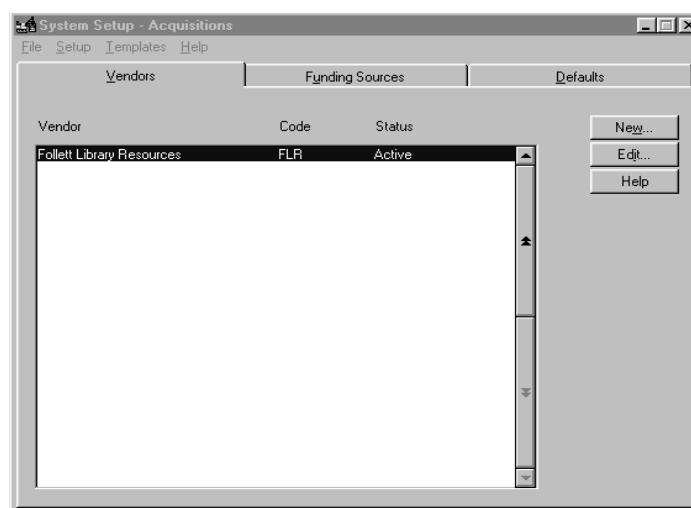 System Setup - Acquisitions
File Setup Templates Help
Vendors Funding Sources Defaults
Vendor Code Status New...
Follett Library Resources FLR Active Edit...
Help